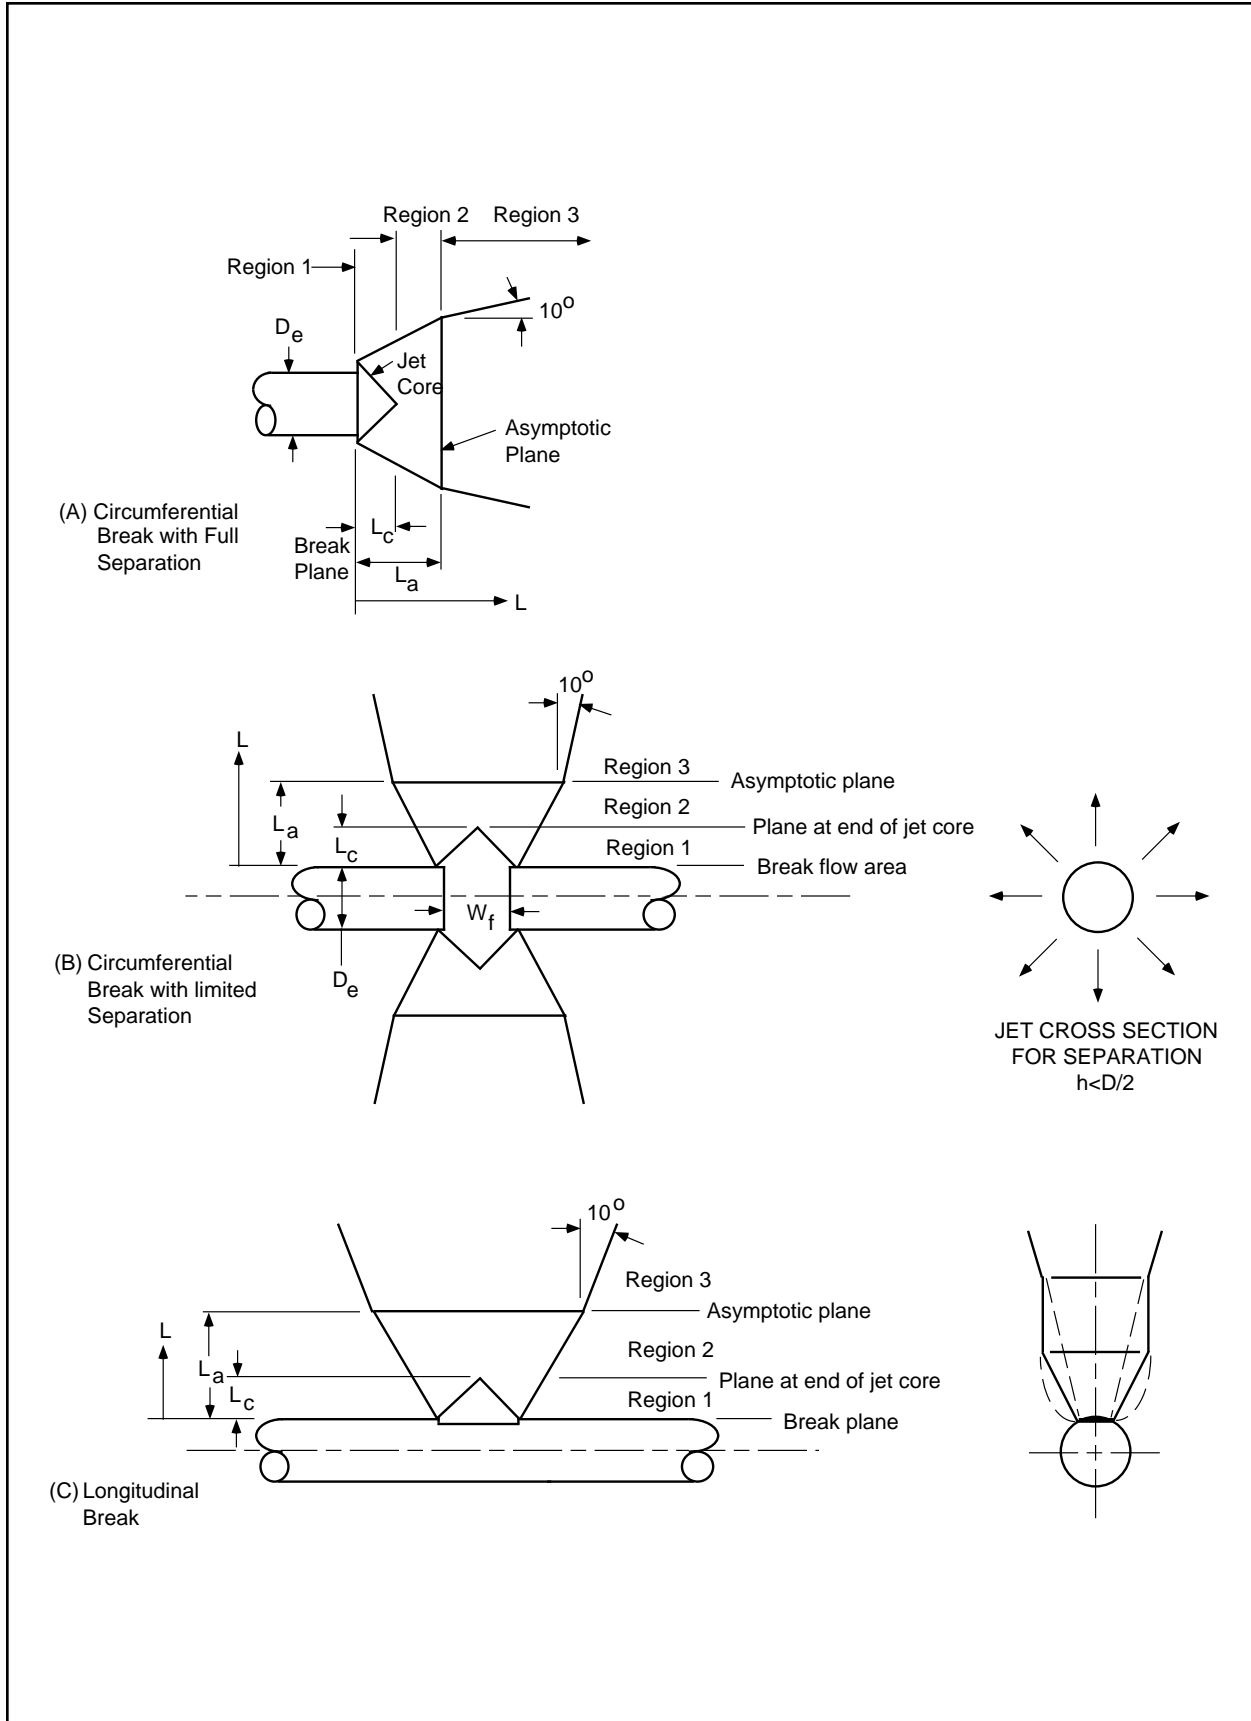 Region 2
Region 3
Region 1
10o
De
Jet
Core
Asymptotic
Plane
(A) Circumferential
Break with Full
Separation
Lc
Break
Plane
La
L
10o
L
Region 3
Asymptotic plane
La
Region 2
Plane at end of jet core
Lc
Region 1
Break flow area
Wf
(B) Circumferential
Break with limited
Separation
De
JET CROSS SECTION
FOR SEPARATION
h<D/2
10o
Region 3
Asymptotic plane
L
La
Region 2
Plane at end of jet core
Lc
Region 1
Break plane
(C) Longitudinal
Break